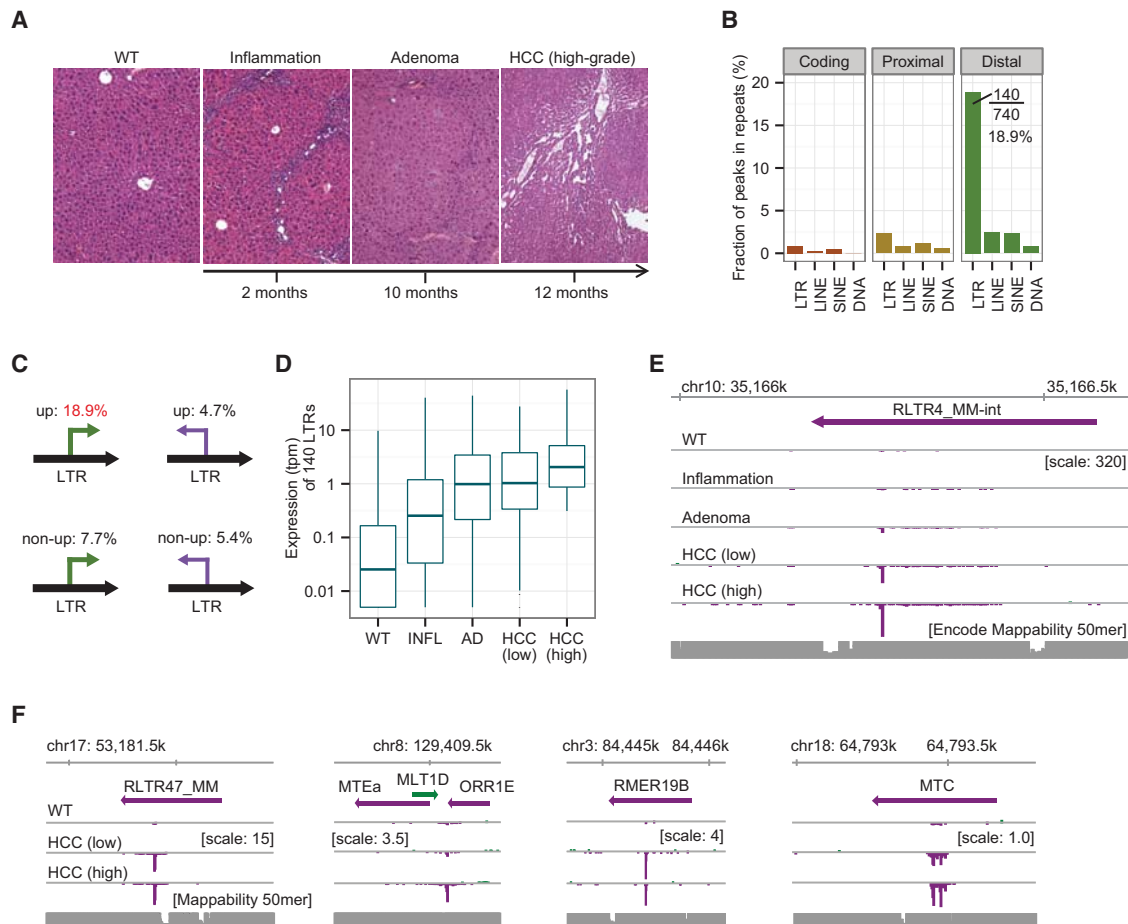 A
WT
Inflammation
Adenoma
HCC (high-grade)
2 months
10 months
12 months
B
Coding
Proximal
Distal
Fraction of peaks in repeats (%)
20
15
10
5
0
140
740
18.9%
LTR
LINE
SINE
DNA
LTR
LINE
SINE
DNA
LTR
LINE
SINE
DNA
C
up: 18.9%
LTR
up: 4.7%
LTR
non-up: 7.7%
LTR
non-up: 5.4%
LTR
D
Expression (tpm)
of 140 LTRs
10
1
0.1
0.01
WT
INFL
AD
HCC
(low)
HCC
(high)
E
chr10: 35,166k
35,166.5k
RLTR4_MM-int
WT
[scale: 320]
Inflammation
Adenoma
HCC (low)
HCC (high)
[Encode Mappability 50mer]
F
chr17: 53,181.5k
RLTR47_MM
WT
HCC (low)
[scale: 15]
HCC (high)
[Mappability 50mer]
chr8: 129,409.5k
MTEa
MLT1D
ORR1E
[scale: 3.5]
chr3: 84,445k
84,446k
RMER19B
[scale: 4]
chr18: 64,793k
64,793.5k
MTC
[scale: 1.0]